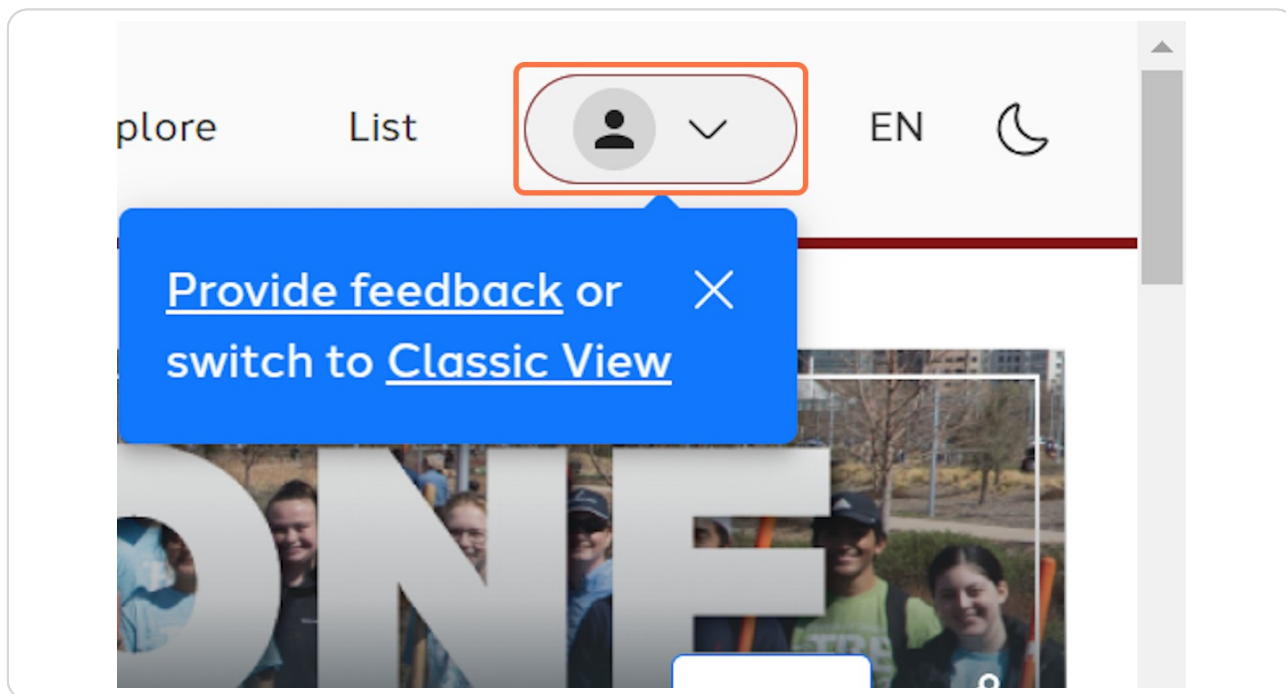 plore
List
EN
Provide feedback or
switch to Classic View
ONE